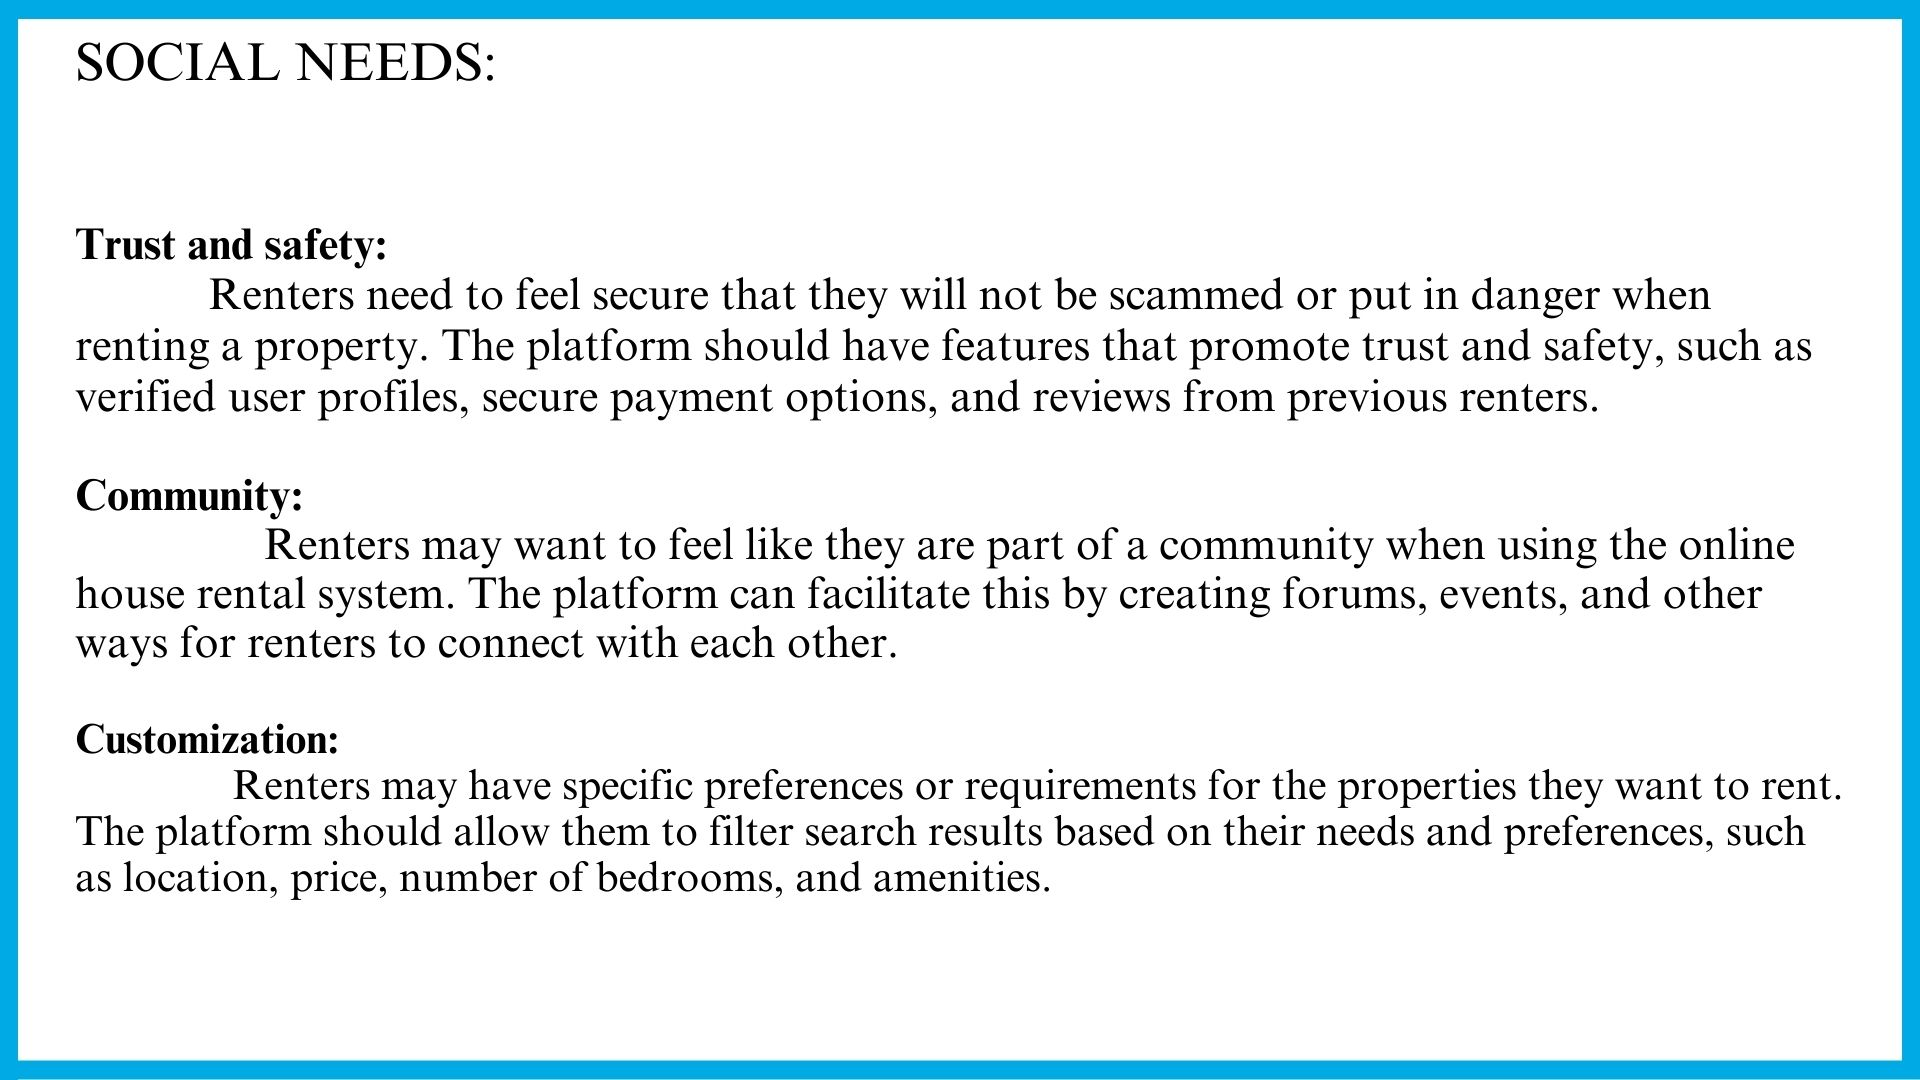 SOCIAL NEEDS:
Trust and safety:
Renters need to feel secure that they will not be scammed or put in danger when
renting a property. The platform should have features that promote trust and safety, such as
verified user profiles, secure payment options, and reviews from previous renters.
Community:
Renters may want to feel like they are part of a community when using the online
house rental system. The platform can facilitate this by creating forums, events, and other
ways for renters to connect with each other.
Customization:
Renters may have specific preferences or requirements for the properties they want to rent.
The platform should allow them to filter search results based on their needs and preferences, such
as location, price, number of bedrooms, and amenities.